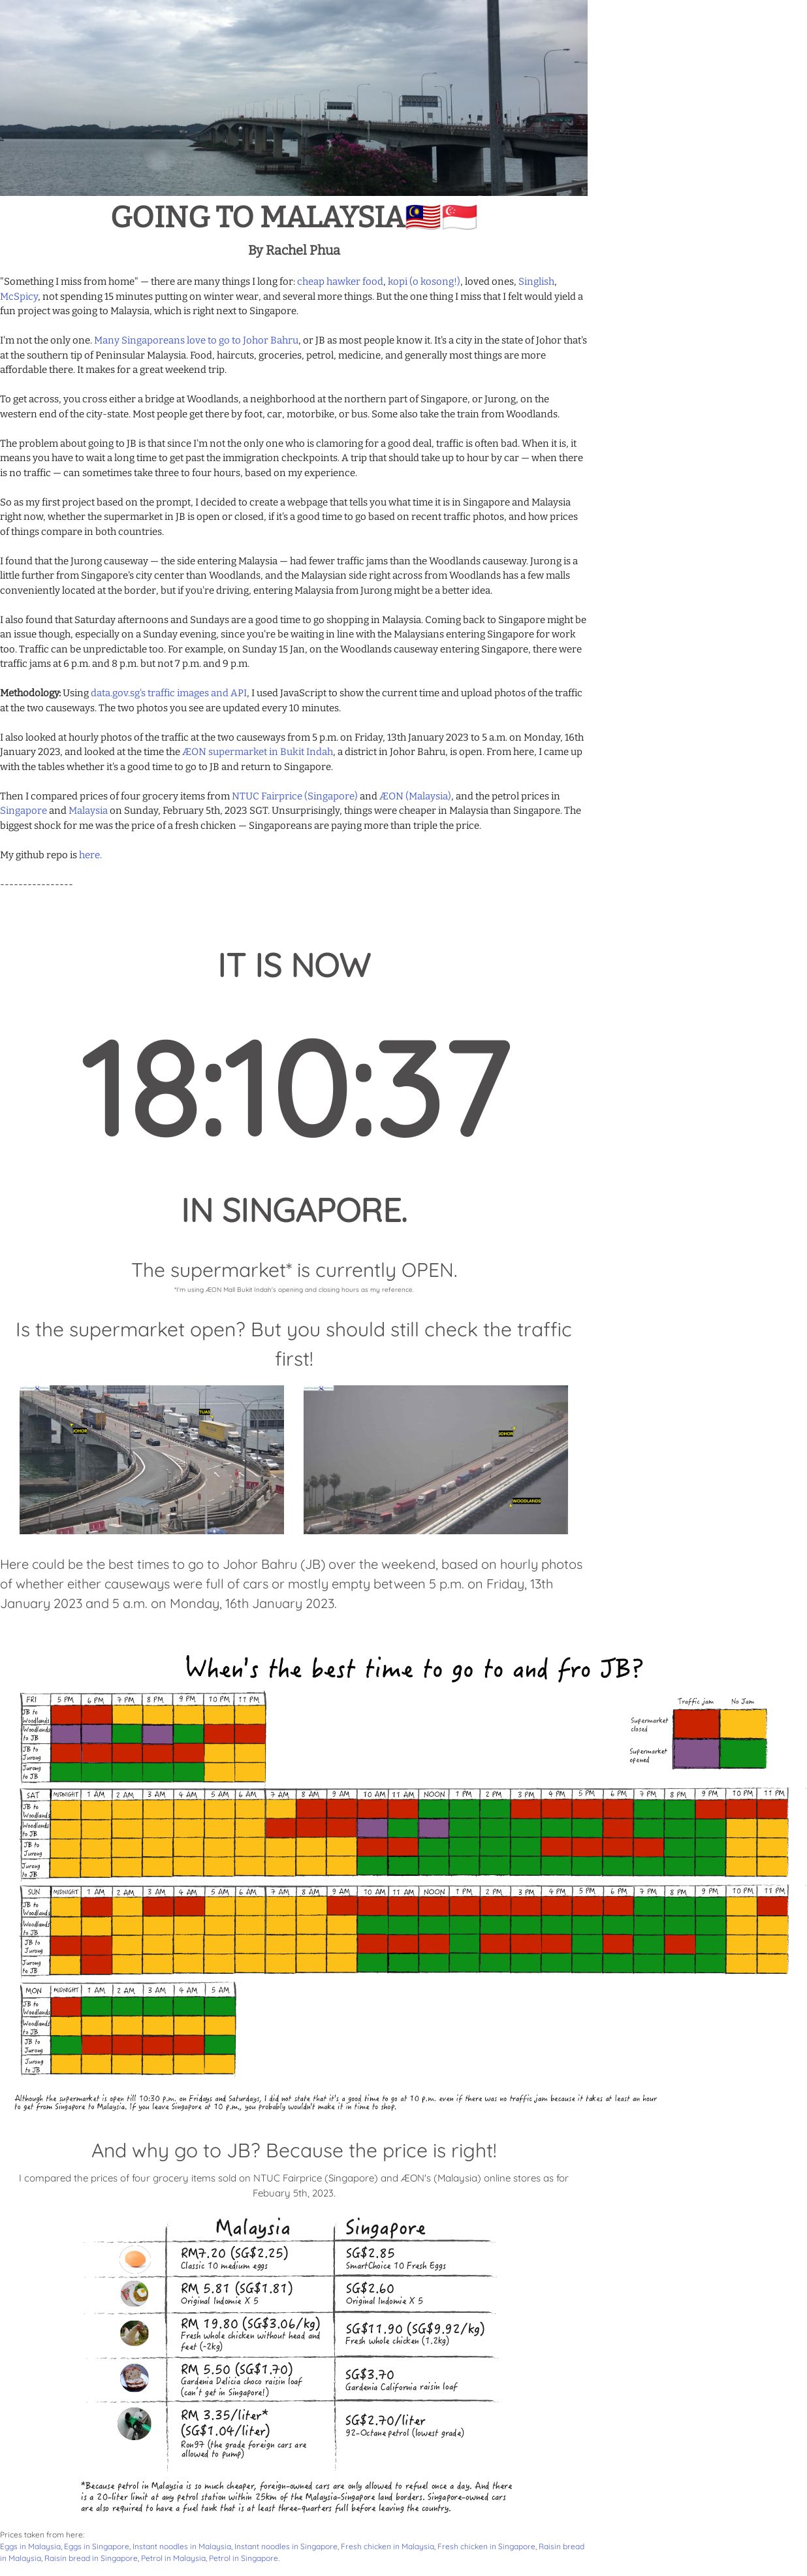 GOING TO MALAYSIA🇲🇾🇸🇬
By Rachel Phua
"Something I miss from home" — there are many things I long for: cheap hawker food, kopi (o kosong!), loved ones, Singlish,
McSpicy, not spending 15 minutes putting on winter wear, and several more things. But the one thing I miss that I felt would yield a
fun project was going to Malaysia, which is right next to Singapore.
I'm not the only one. Many Singaporeans love to go to Johor Bahru, or JB as most people know it. It's a city in the state of Johor that's
at the southern tip of Peninsular Malaysia. Food, haircuts, groceries, petrol, medicine, and generally most things are more
affordable there. It makes for a great weekend trip.
To get across, you cross either a bridge at Woodlands, a neighborhood at the northern part of Singapore, or Jurong, on the
western end of the city-state. Most people get there by foot, car, motorbike, or bus. Some also take the train from Woodlands.
The problem about going to JB is that since I'm not the only one who is clamoring for a good deal, traffic is often bad. When it is, it
means you have to wait a long time to get past the immigration checkpoints. A trip that should take up to hour by car — when there
is no traffic — can sometimes take three to four hours, based on my experience.
So as my first project based on the prompt, I decided to create a webpage that tells you what time it is in Singapore and Malaysia
right now, whether the supermarket in JB is open or closed, if it's a good time to go based on recent traffic photos, and how prices
of things compare in both countries.
I found that the Jurong causeway — the side entering Malaysia — had fewer traffic jams than the Woodlands causeway. Jurong is a
little further from Singapore's city center than Woodlands, and the Malaysian side right across from Woodlands has a few malls
conveniently located at the border, but if you're driving, entering Malaysia from Jurong might be a better idea.
I also found that Saturday afternoons and Sundays are a good time to go shopping in Malaysia. Coming back to Singapore might be
an issue though, especially on a Sunday evening, since you're be waiting in line with the Malaysians entering Singapore for work
too. Traffic can be unpredictable too. For example, on Sunday 15 Jan, on the Woodlands causeway entering Singapore, there were
traffic jams at 6 p.m. and 8 p.m. but not 7 p.m. and 9 p.m.
Methodology: Using data.gov.sg's traffic images and API, I used JavaScript to show the current time and upload photos of the traffic
at the two causeways. The two photos you see are updated every 10 minutes.
I also looked at hourly photos of the traffic at the two causeways from 5 p.m. on Friday, 13th January 2023 to 5 a.m. on Monday, 16th
January 2023, and looked at the time the ÆON supermarket in Bukit Indah, a district in Johor Bahru, is open. From here, I came up
with the tables whether it's a good time to go to JB and return to Singapore.
Then I compared prices of four grocery items from NTUC Fairprice (Singapore) and ÆON (Malaysia), and the petrol prices in
Singapore and Malaysia on Sunday, February 5th, 2023 SGT. Unsurprisingly, things were cheaper in Malaysia than Singapore. The
biggest shock for me was the price of a fresh chicken — Singaporeans are paying more than triple the price.
My github repo is here.
----------------
IT IS NOW
18:10:37
IN SINGAPORE.
The supermarket* is currently OPEN.
*I'm using ÆON Mall Bukit Indah's opening and closing hours as my reference.
Is the supermarket open? But you should still check the traffic
first!
JOHOR TUAS
JOHOR
WOODLANDS
Here could be the best times to go to Johor Bahru (JB) over the weekend, based on hourly photos
of whether either causeways were full of cars or mostly empty between 5 p.m. on Friday, 13th
January 2023 and 5 a.m. on Monday, 16th January 2023.
When's the best time to go to and fro JB?
Traffic jam No Jam
Supermarket
closed
Supermarket
opened
FRI 5 PM 6 PM 7 PM 8 PM 9 PM 10 PM 11 PM
JB to
Woodlands
Woodlands
to JB
JB to
Jurong
Jurong
to JB
SAT MIDNIGHT 1 AM 2 AM 3 AM 4 AM 5 AM 6 AM 7 AM 8 AM 9 AM 10 AM 11 AM NOON 1 PM 2 PM 3 PM 4 PM 5 PM 6 PM 7 PM 8 PM 9 PM 10 PM 11 PM
JB to
Woodlands
Woodlands
to JB
JB to
Jurong
Jurong
to JB
SUN MIDNIGHT 1 AM 2 AM 3 AM 4 AM 5 AM 6 AM 7 AM 8 AM 9 AM 10 AM 11 AM NOON 1 PM 2 PM 3 PM 4 PM 5 PM 6 PM 7 PM 8 PM 9 PM 10 PM 11 PM
JB to
Woodlands
Woodlands
to JB
JB to
Jurong
Jurong
to JB
MON MIDNIGHT 1 AM 2 AM 3 AM 4 AM 5 AM
JB to
Woodlands
Woodlands
to JB
JB to
Jurong
Jurong
to JB
Although the supermarket is open till 10:30 p.m. on Fridays and Saturdays, I did not state that it's a good time to go at 10 p.m. even if there was no traffic jam because it takes at least an hour
to get from Singapore to Malaysia. If you leave Singapore at 10 p.m., you probably wouldn't make it in time to shop.
And why go to JB? Because the price is right!
I compared the prices of four grocery items sold on NTUC Fairprice (Singapore) and ÆON's (Malaysia) online stores as for
Febuary 5th, 2023.
Malaysia Singapore
RM7.20 (SG$2.25) SG$2.85
Classic 10 medium eggs SmartChoice 10 Fresh Eggs
RM 5.81 (SG$1.81) SG$2.60
Original Indomie X 5 Original Indomie X 5
RM 19.80 (SG$3.06/kg) SG$11.90 (SG$9.92/kg)
Fresh whole chicken without head and Fresh whole chicken (1.2kg)
feet (~2kg)
RM 5.50 (SG$1.70) SG$3.70
Gardenia Delicia choco raisin loaf Gardenia California raisin loaf
(can't get in Singapore!)
RM 3.35/liter* SG$2.70/liter
(SG$1.04/liter) 92-Octane petrol (lowest grade)
Ron97 (the grade foreign cars are
allowed to pump)
*Because petrol in Malaysia is so much cheaper, foreign-owned cars are only allowed to refuel once a day. And there
is a 20-liter limit at any petrol station within 25km of the Malaysia-Singapore land borders. Singapore-owned cars
are also required to have a fuel tank that is at least three-quarters full before leaving the country.
Prices taken from here:
Eggs in Malaysia, Eggs in Singapore, Instant noodles in Malaysia, Instant noodles in Singapore, Fresh chicken in Malaysia, Fresh chicken in Singapore, Raisin bread
in Malaysia, Raisin bread in Singapore, Petrol in Malaysia, Petrol in Singapore.